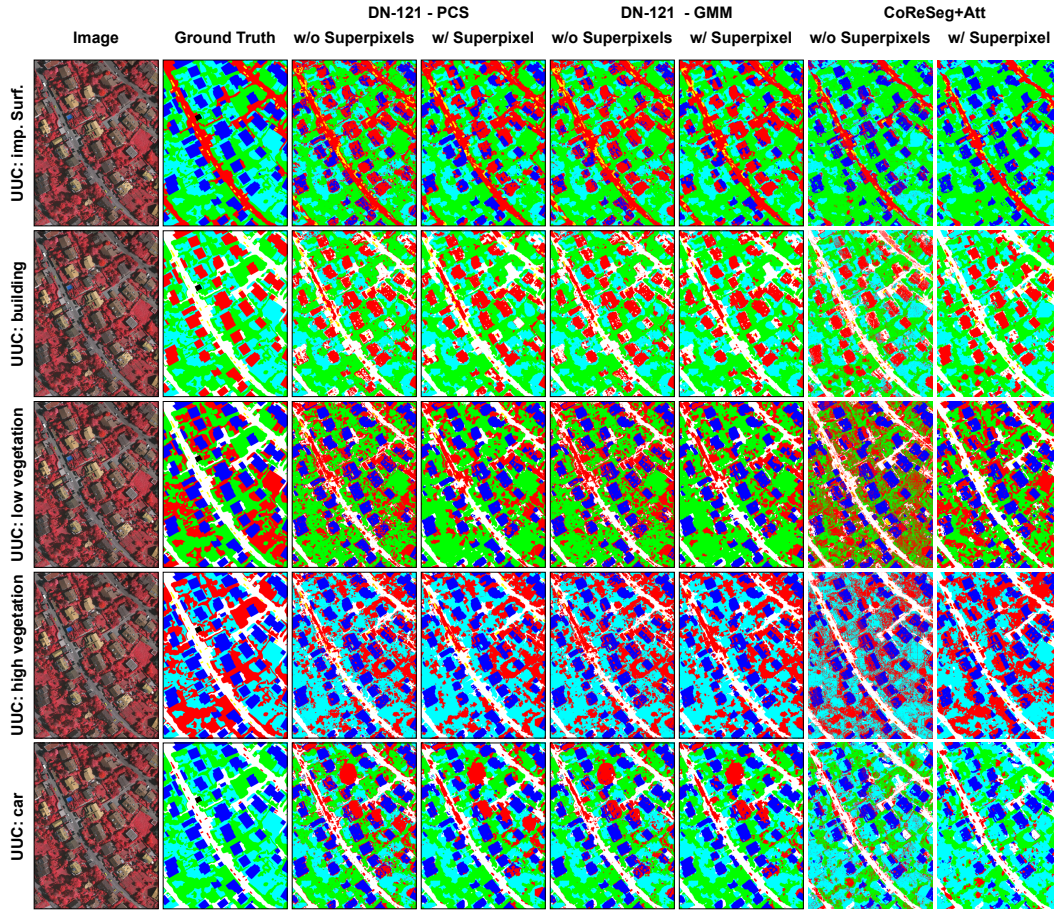 DN-121 - PCS DN-121 - GMM CoReSeg+Att
Image Ground Truth w/o Superpixels w/ Superpixel w/o Superpixels w/ Superpixel w/o Superpixels w/ Superpixel
UUC: imp. Surf.
UUC: building
UUC: low vegetation
UUC: high vegetation
UUC: car